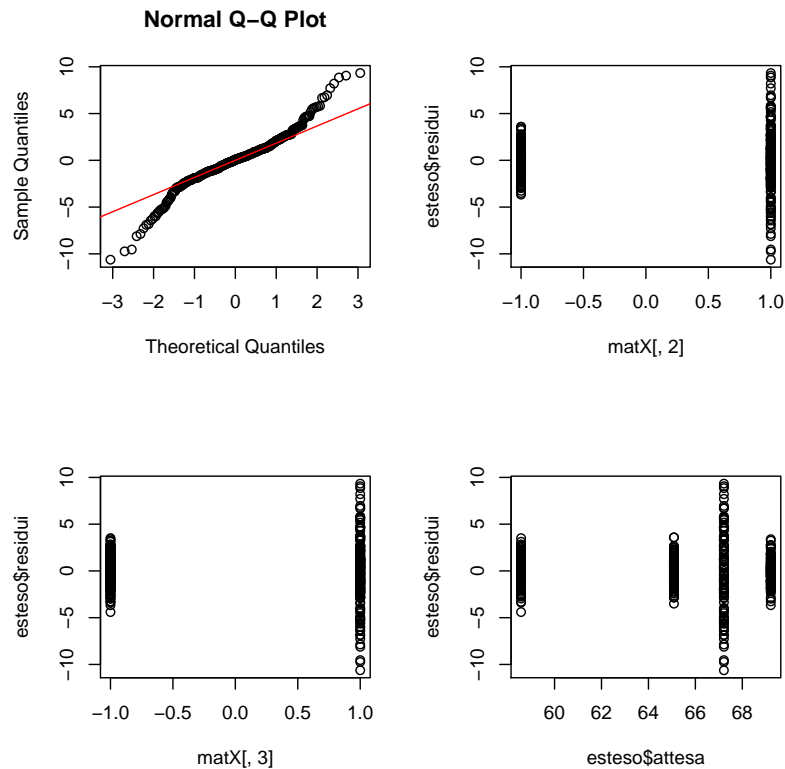 Normal Q−Q Plot
Sample Quantiles
10
5
0
−5
−10
−3 −2 −1 0 1 2 3
Theoretical Quantiles
esteso$residui
10
5
0
−5
−10
−1.0 −0.5 0.0 0.5 1.0
matX[, 2]
esteso$residui
10
5
0
−5
−10
−1.0 −0.5 0.0 0.5 1.0
matX[, 3]
esteso$residui
10
5
0
−5
−10
60 62 64 66 68
esteso$attesa